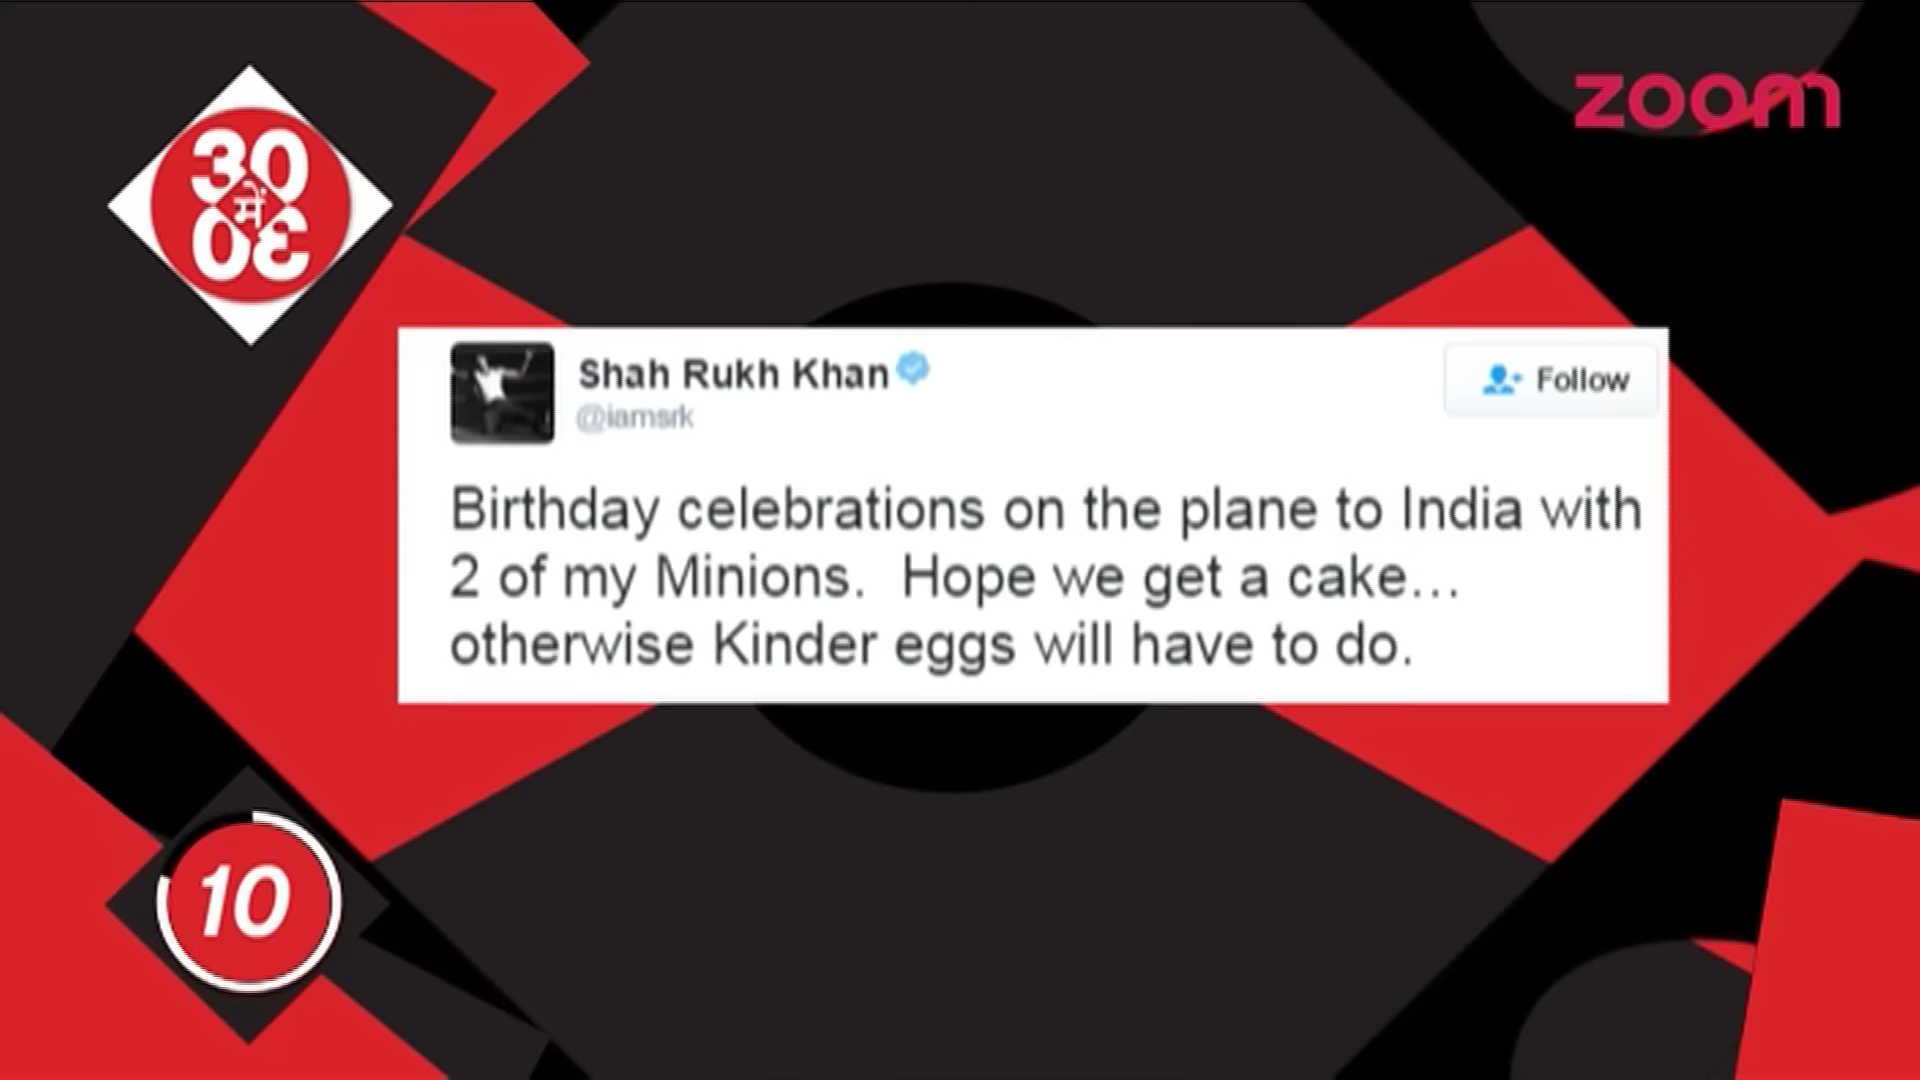 30
में
30
zoom
Shah Rukh Khan
@iamsrk
Follow
Birthday celebrations on the plane to India with
2 of my Minions. Hope we get a cake...
otherwise Kinder eggs will have to do.
10